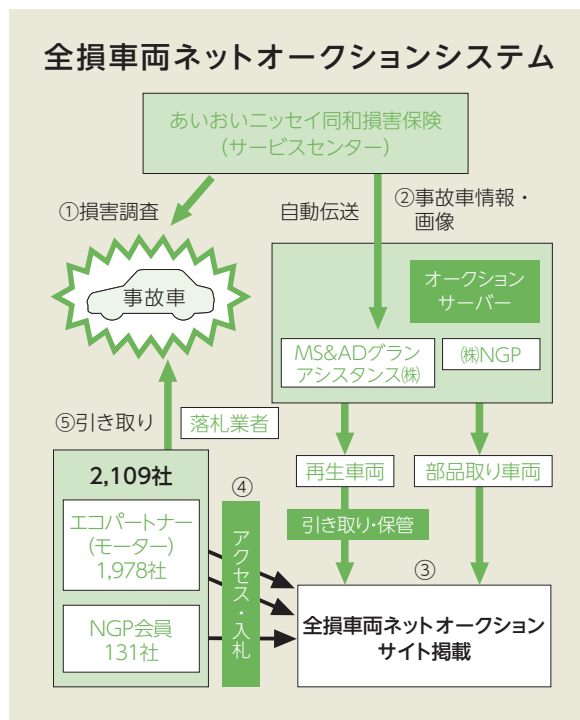 全損車両ネットオークションシステム
あいおいニッセイ同和損害保険
(サービスセンター)
①損害調査
自動伝送
②事故車情報・
画像
事故車
オークション
サーバー
MS&ADグラン
アシスタンス㈱
㈱NGP
⑤引き取り
落札業者
再生車両
部品取り車両
2,109社
④
エコパートナー
(モーター)
1,978社
アクセス・入札
引き取り・保管
③
NGP会員
131社
全損車両ネットオークション
サイト掲載